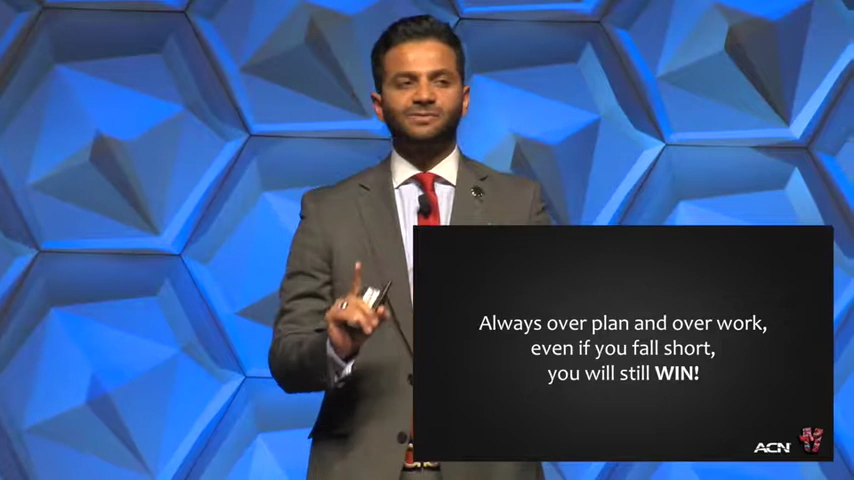 Always over plan and over work,
even if you fall short,
you will still WIN!
ACN